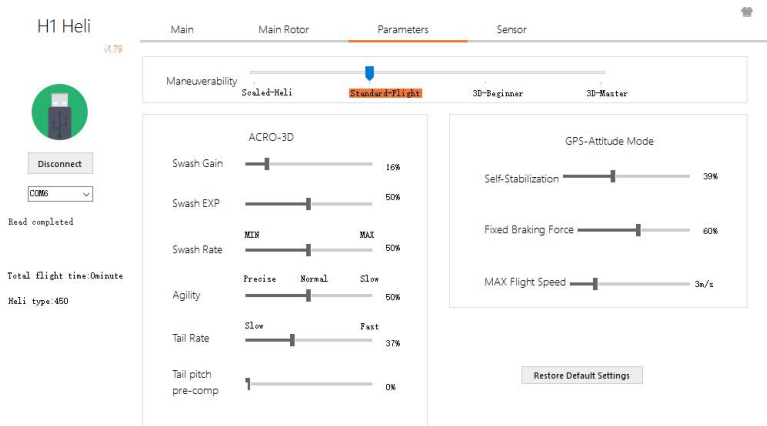 H1 Heli
v1.79
Main
Main Rotor
Parameters
Sensor
Maneuverability
Scaled-Heli
Standard-Flight
3D-Beginner
3D-Master
Disconnect
COM6
Read completed
Total flight time:0minute
Heli type:450
ACRO-3D
Swash Gain
16%
Swash EXP
50%
MIN
MAX
Swash Rate
50%
Precise
Normal
Slow
Agility
50%
Slow
Fast
Tail Rate
37%
Tail pitch
pre-comp
0%
GPS-Attitude Mode
Self-Stabilization
39%
Fixed Braking Force
60%
MAX Flight Speed
3m/s
Restore Default Settings